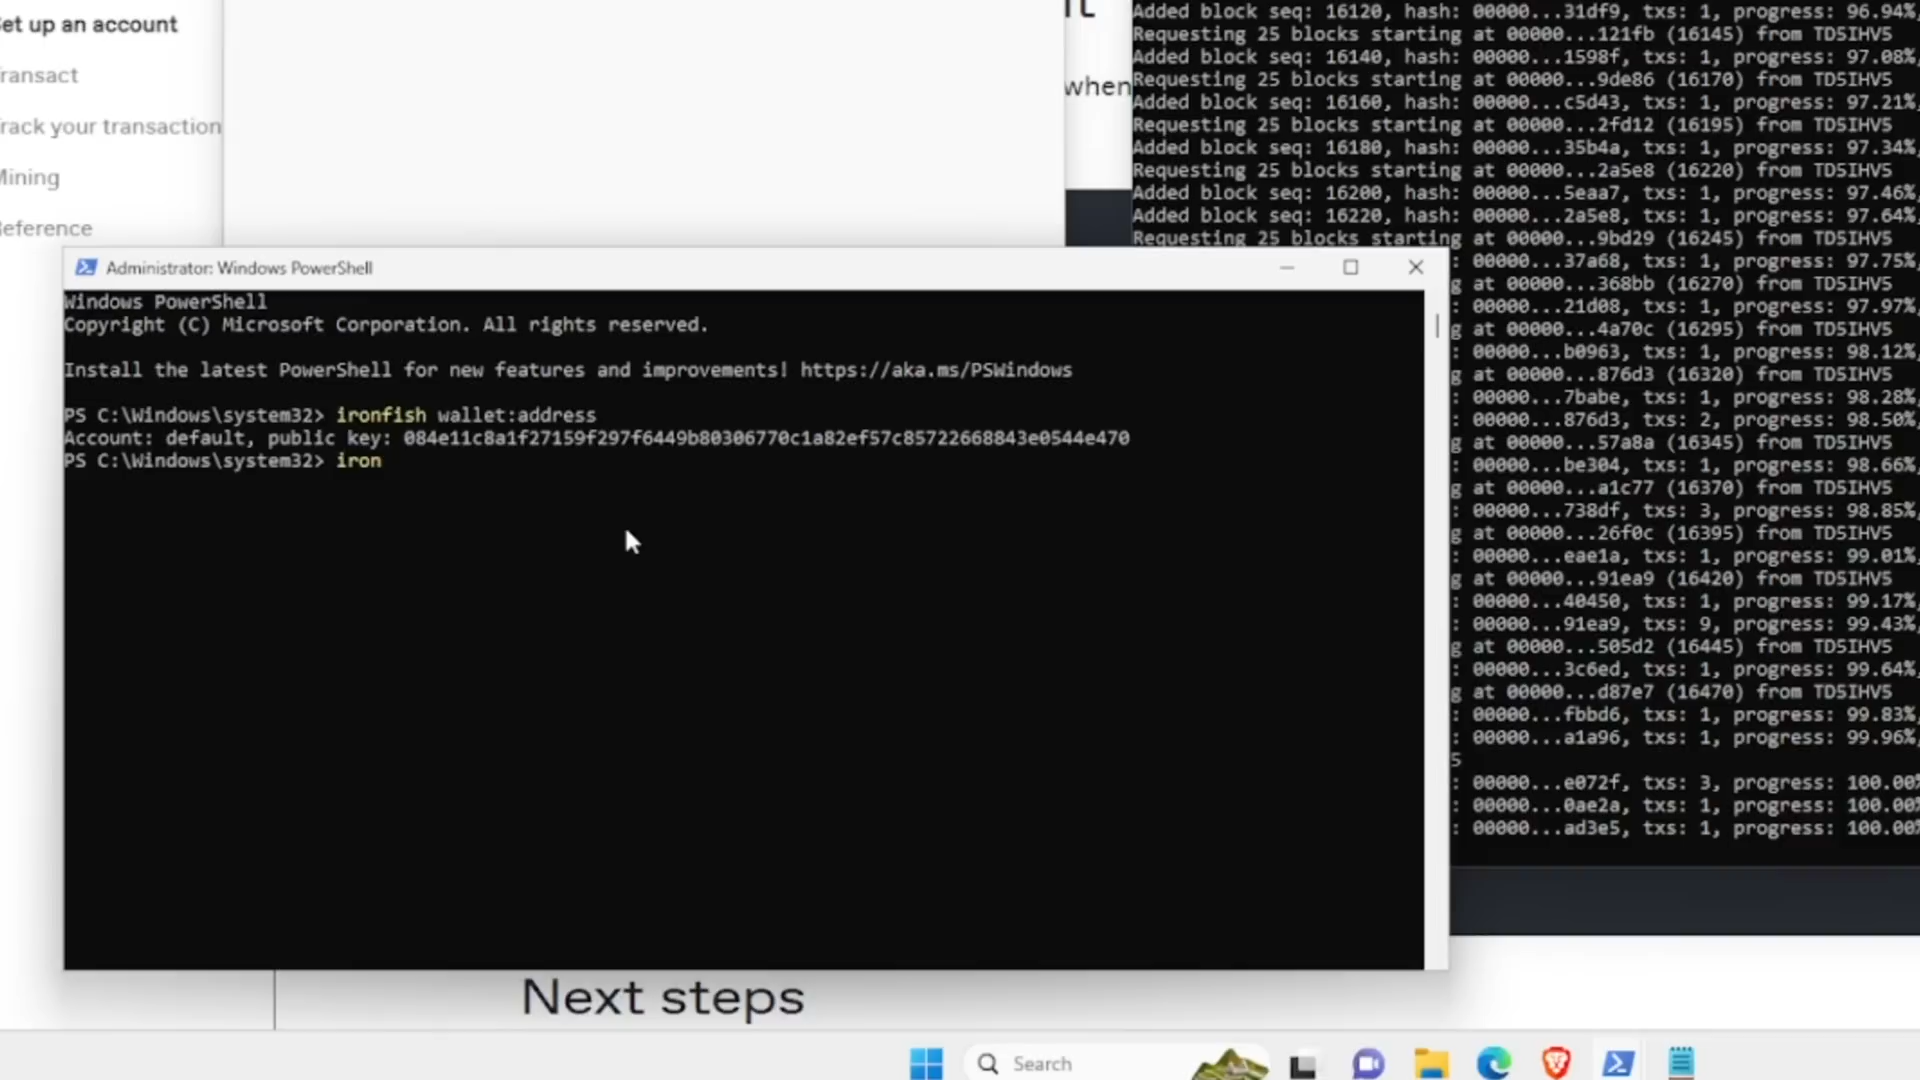 et up an account
ransact
rack your transaction
ining
eference
when
Added block seq: 16120, hash: 00000...31df9, txs: 1, progress: 96.94%,
Requesting 25 blocks starting at 00000...121fb (16145) from TD5IHV5
Added block seq: 16140, hash: 00000...1598f, txs: 1, progress: 97.08%,
Requesting 25 blocks starting at 00000...9de86 (16170) from TD5IHV5
Added block seq: 16160, hash: 00000...c5d43, txs: 1, progress: 97.21%,
Requesting 25 blocks starting at 00000...2fd12 (16195) from TD5IHV5
Added block seq: 16180, hash: 00000...35b4a, txs: 1, progress: 97.34%,
Requesting 25 blocks starting at 00000...2a5e8 (16220) from TD5IHV5
Added block seq: 16200, hash: 00000...5eaa7, txs: 1, progress: 97.46%,
Added block seq: 16220, hash: 00000...2a5e8, txs: 1, progress: 97.64%,
Requesting 25 blocks starting at 00000...9bd29 (16245) from TD5IHV5
: 00000...37a68, txs: 1, progress: 97.75%,
g at 00000...368bb (16270) from TD5IHV5
: 00000...21d08, txs: 1, progress: 97.97%,
g at 00000...4a70c (16295) from TD5IHV5
: 00000...b0963, txs: 1, progress: 98.12%,
g at 00000...876d3 (16320) from TD5IHV5
: 00000...7babe, txs: 1, progress: 98.28%,
: 00000...876d3, txs: 2, progress: 98.50%,
g at 00000...57a8a (16345) from TD5IHV5
: 00000...be304, txs: 1, progress: 98.66%,
g at 00000...a1c77 (16370) from TD5IHV5
: 00000...738df, txs: 3, progress: 98.85%,
g at 00000...26f0c (16395) from TD5IHV5
: 00000...eae1a, txs: 1, progress: 99.01%,
g at 00000...91ea9 (16420) from TD5IHV5
: 00000...40450, txs: 1, progress: 99.17%,
: 00000...91ea9, txs: 9, progress: 99.43%,
g at 00000...505d2 (16445) from TD5IHV5
: 00000...3c6ed, txs: 1, progress: 99.64%,
g at 00000...d87e7 (16470) from TD5IHV5
: 00000...fbbd6, txs: 1, progress: 99.83%,
: 00000...a1a96, txs: 1, progress: 99.96%,
5
: 00000...e072f, txs: 3, progress: 100.00%
: 00000...0ae2a, txs: 1, progress: 100.00%
: 00000...ad3e5, txs: 1, progress: 100.00%
Administrator: Windows PowerShell
Windows PowerShell
Copyright (C) Microsoft Corporation. All rights reserved.
Install the latest PowerShell for new features and improvements! https://aka.ms/PSWindows
PS C:\Windows\system32> ironfish wallet:address
Account: default, public key: 084e11c8a1f27159f297f6449b80306770c1a82ef57c85722668843e0544e470
PS C:\Windows\system32> iron
Next steps
Search